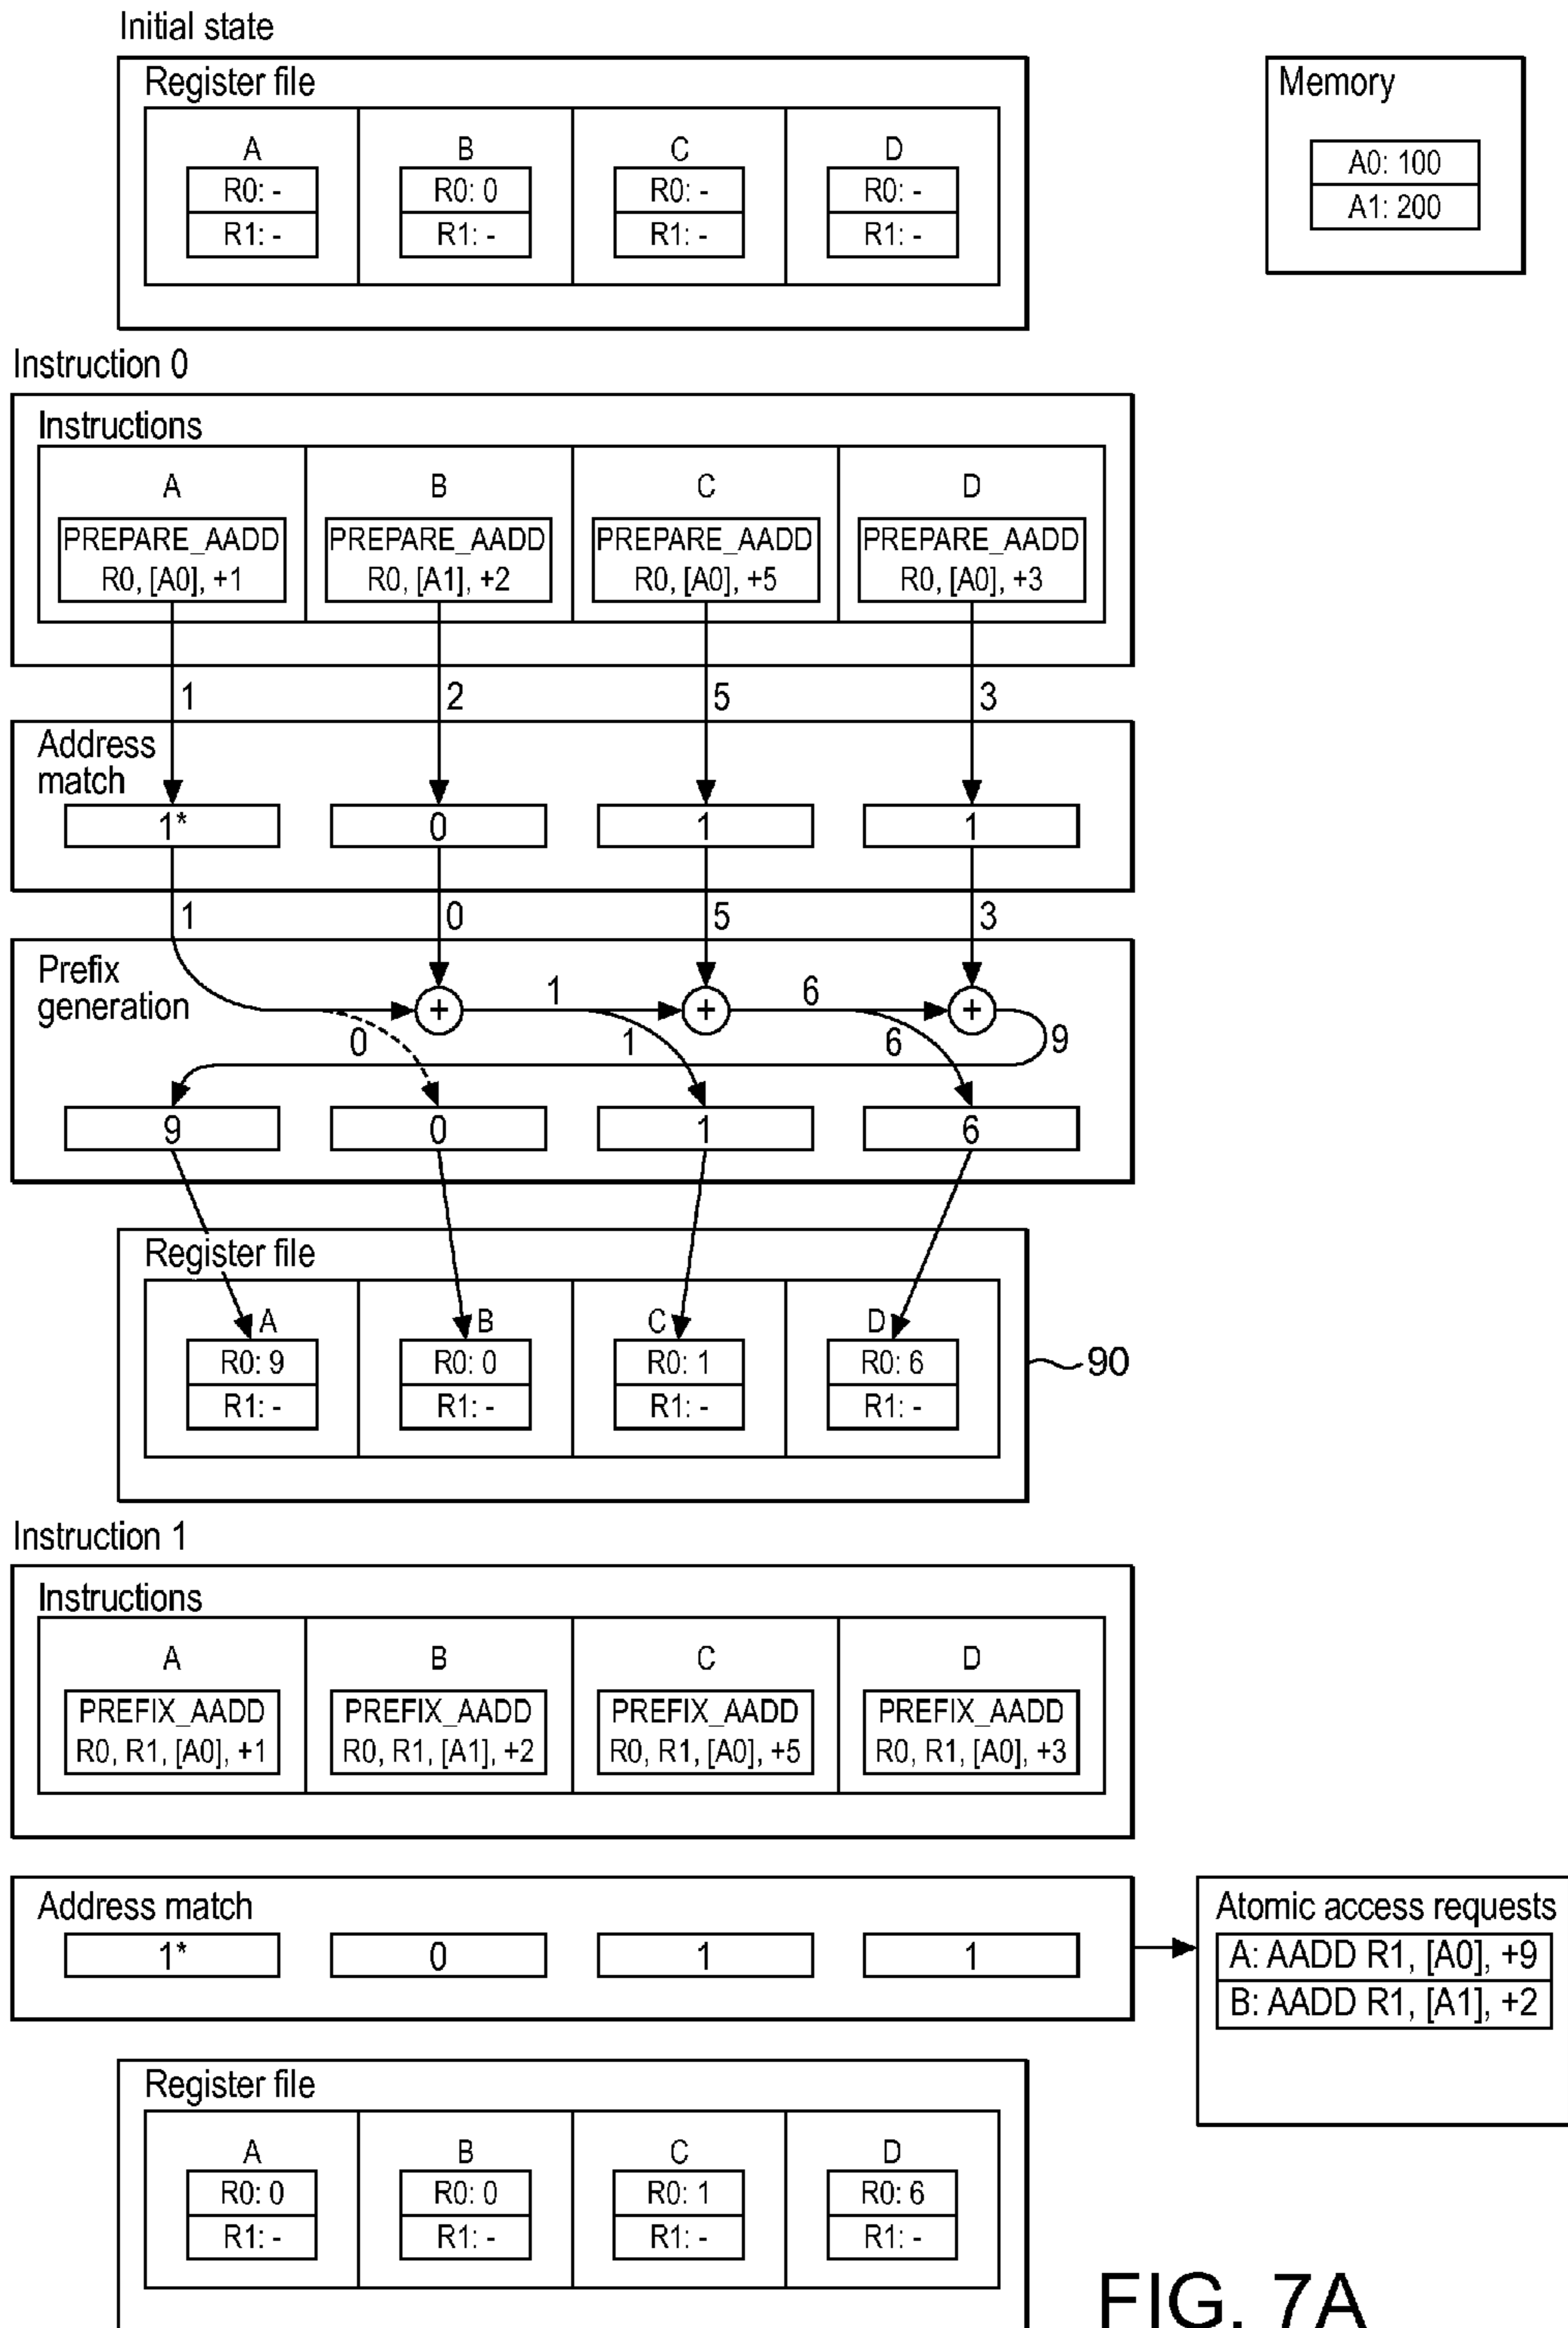 Initial state
Register file
A B C D
R0: - R0: 0 R0: - R0: -
R1: - R1: - R1: - R1: -
Memory
A0: 100
A1: 200
Instruction 0
Instructions
A B C D
PREPARE_AADD PREPARE_AADD PREPARE_AADD PREPARE_AADD
R0, [A0], +1 R0, [A1], +2 R0, [A0], +5 R0, [A0], +3
1 2 5 3
Address
match
1* 0 1 1
1 0 5 3
Prefix
generation
+ 1 + 6 +
0 1 6 9
9 0 1 6
Register file
A B C D
R0: 9 R0: 0 R0: 1 R0: 6
R1: - R1: - R1: - R1: -
90
Instruction 1
Instructions
A B C D
PREFIX_AADD PREFIX_AADD PREFIX_AADD PREFIX_AADD
R0, R1, [A0], +1 R0, R1, [A1], +2 R0, R1, [A0], +5 R0, R1, [A0], +3
Address match
1* 0 1 1
Atomic access requests
A: AADD R1, [A0], +9
B: AADD R1, [A1], +2
Register file
A B C D
R0: 0 R0: 0 R0: 1 R0: 6
R1: - R1: - R1: - R1: -
FIG. 7A